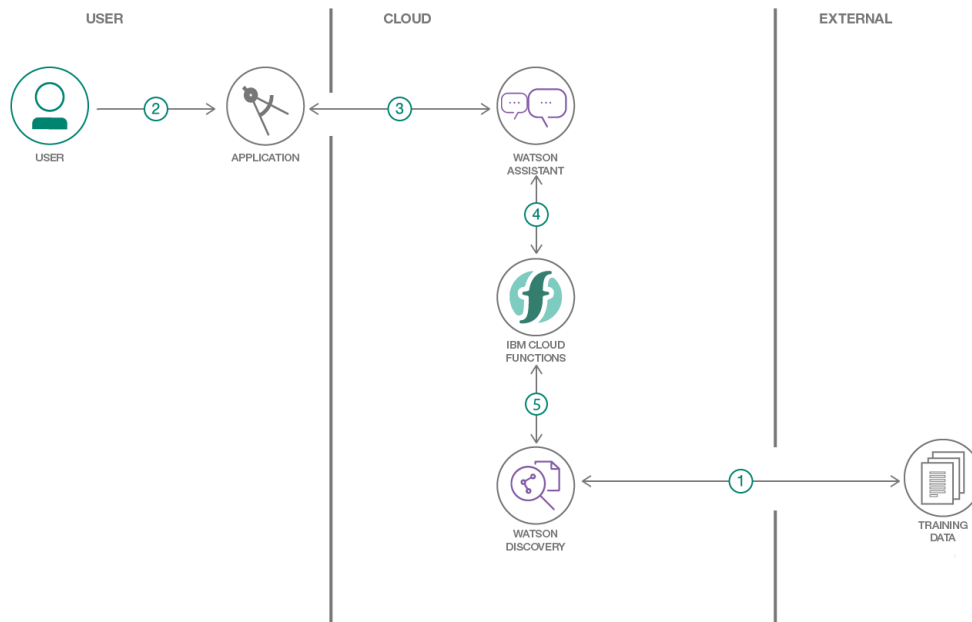 USER
CLOUD
EXTERNAL
2
3
USER
APPLICATION
WATSON
ASSISTANT
4
IBM CLOUD
FUNCTIONS
5
1
WATSON
DISCOVERY
TRAINING
DATA